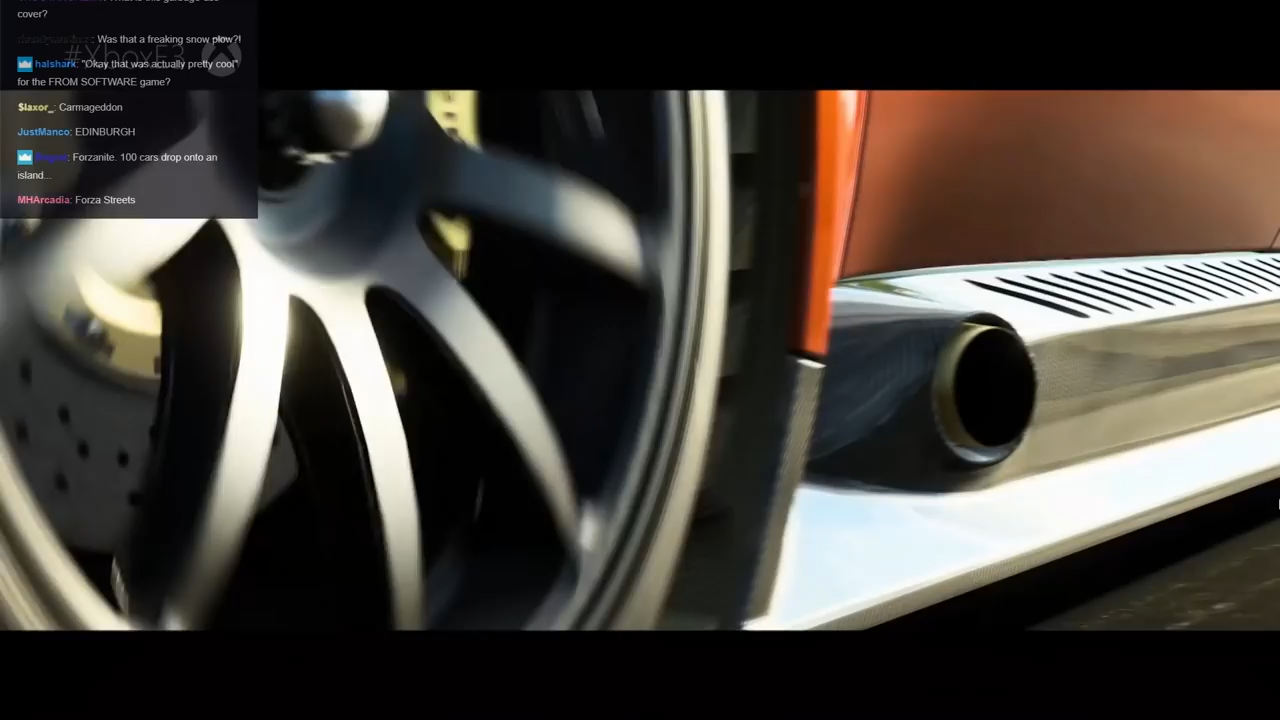 cover?
: Was that a freaking snow plow?!
#XboxE3
halshark: "Okay that was actually pretty cool"
for the FROM SOFTWARE game?
$laxor_: Carmageddon
JustManco: EDINBURGH
: Forzanite. 100 cars drop onto an
island...
MHArcadia: Forza Streets